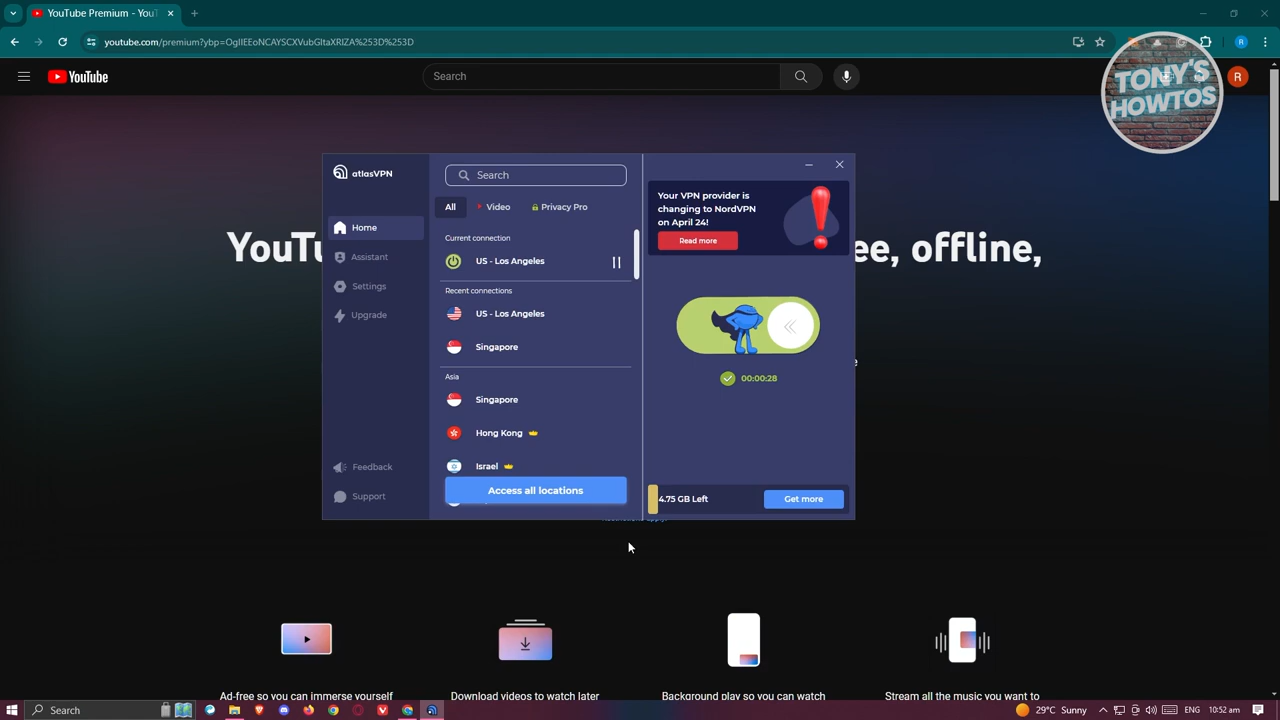 YouTube Premium - You
youtube.com/premium?ybp=OgIIEEoNCAYSCXVubGltaXRlZA%253D%253D
YouTube
Search
R
TONY'S
HOWTOS
atlasVPN
Search
All
Video
Privacy Pro
Home
Assistant
Settings
Upgrade
Feedback
Support
Current connection
US - Los Angeles
Recent connections
US - Los Angeles
Singapore
Asia
Singapore
Hong Kong
Israel
Access all locations
Your VPN provider is
changing to NordVPN
on April 24!
Read more
00:00:28
4.75 GB Left
Get more
YouTu
ee, offline,
Ad-free so you can immerse yourself
Download videos to watch later
Background play so you can watch
Stream all the music you want to
Search
29°C Sunny
ENG
10:52 am